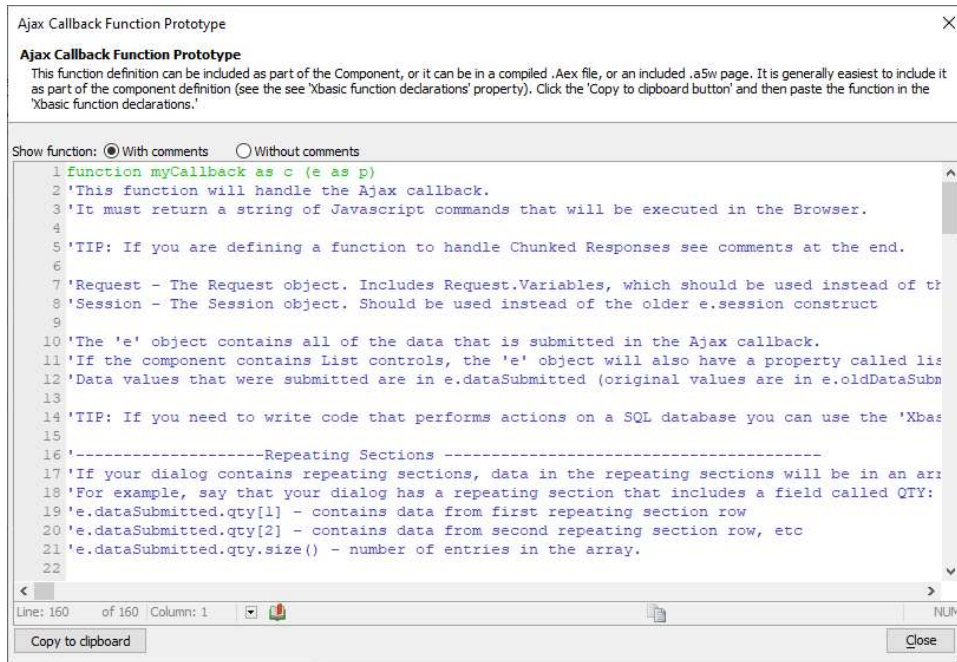 Ajax Callback Function Prototype
Ajax Callback Function Prototype
This function definition can be included as part of the Component, or it can be in a compiled .Aex file, or an included .a5w page. It is generally easiest to include it
as part of the component definition (see the see 'Xbasic function declarations' property). Click the 'Copy to clipboard button' and then paste the function in the
'Xbasic function declarations.'
Show function: With comments Without comments
1 function myCallback as c (e as p)
2 'This function will handle the Ajax callback.
3 'It must return a string of Javascript commands that will be executed in the Browser.
4
5 'TIP: If you are defining a function to handle Chunked Responses see comments at the end.
6
7 'Request - The Request object. Includes Request.Variables, which should be used instead of th
8 'Session - The Session object. Should be used instead of the older e.session construct
9
10 'The 'e' object contains all of the data that is submitted in the Ajax callback.
11 'If the component contains List controls, the 'e' object will also have a property called lis
12 'Data values that were submitted are in e.dataSubmitted (original values are in e.oldDataSubm
13
14 'TIP: If you need to write code that performs actions on a SQL database you can use the 'Xbas
15
16 '--------------------Repeating Sections ----------------------------------------
17 'If your dialog contains repeating sections, data in the repeating sections will be in an arr
18 'For example, say that your dialog has a repeating section that includes a field called QTY:
19 'e.dataSubmitted.qty[1] - contains data from first repeating section row
20 'e.dataSubmitted.qty[2] - contains data from second repeating section row, etc
21 'e.dataSubmitted.qty.size() - number of entries in the array.
22
Line: 160 of 160 Column: 1 NUM
Copy to clipboard Close